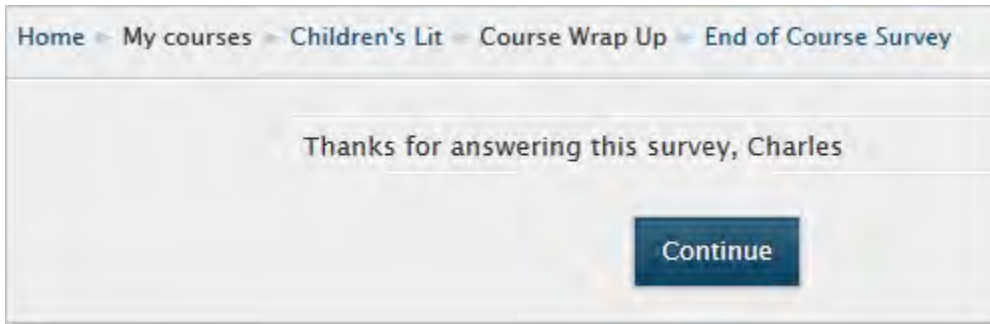 Home ► My courses ► Children's Lit ► Course Wrap Up ► End of Course Survey
Thanks for answering this survey, Charles
Continue